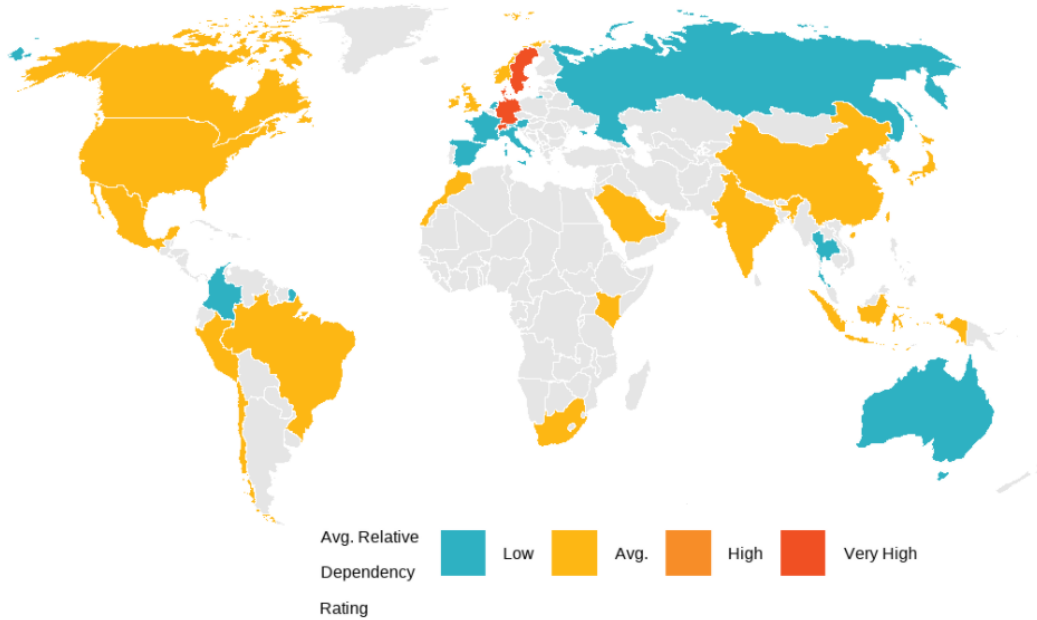 Avg. Relative
Dependency
Rating
Low
Avg.
High
Very High